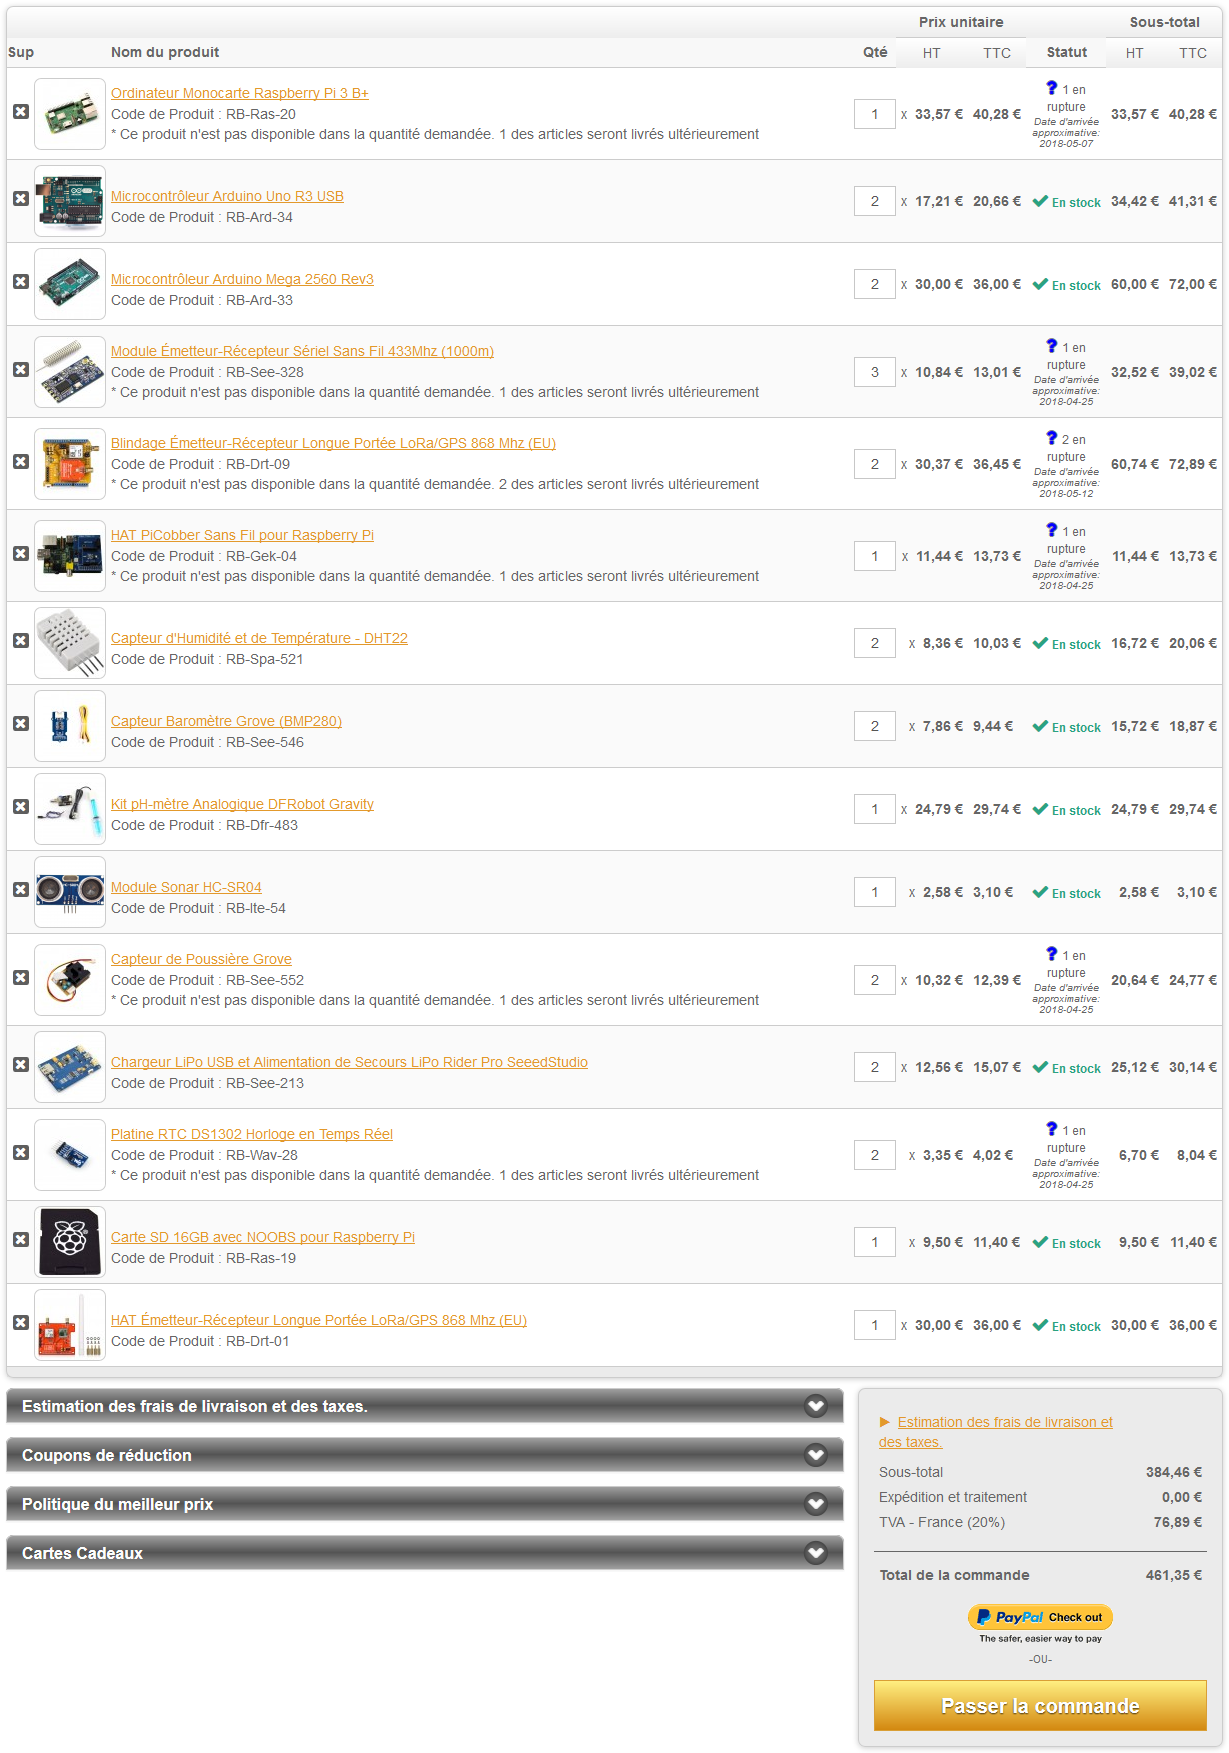 Prix unitaire Sous-total
Sup Nom du produit Qté HT TTC Statut HT TTC
Ordinateur Monocarte Raspberry Pi 3 B+
Code de Produit : RB-Ras-20
* Ce produit n'est pas disponible dans la quantité demandée. 1 des articles seront livrés ultérieurement
1 x 33,57 € 40,28 € ? 1 en rupture 33,57 € 40,28 €
Date d'arrivée
approximative:
2018-05-07
Microcontrôleur Arduino Uno R3 USB
Code de Produit : RB-Ard-34
2 x 17,21 € 20,66 € En stock 34,42 € 41,31 €
Microcontrôleur Arduino Mega 2560 Rev3
Code de Produit : RB-Ard-33
2 x 30,00 € 36,00 € En stock 60,00 € 72,00 €
Module Émetteur-Récepteur Sériel Sans Fil 433Mhz (1000m)
Code de Produit : RB-See-328
* Ce produit n'est pas disponible dans la quantité demandée. 1 des articles seront livrés ultérieurement
3 x 10,84 € 13,01 € ? 1 en rupture 32,52 € 39,02 €
Date d'arrivée
approximative:
2018-04-25
Blindage Émetteur-Récepteur Longue Portée LoRa/GPS 868 Mhz (EU)
Code de Produit : RB-Drt-09
* Ce produit n'est pas disponible dans la quantité demandée. 2 des articles seront livrés ultérieurement
2 x 30,37 € 36,45 € ? 2 en rupture 60,74 € 72,89 €
Date d'arrivée
approximative:
2018-05-12
HAT PiCobber Sans Fil pour Raspberry Pi
Code de Produit : RB-Gek-04
* Ce produit n'est pas disponible dans la quantité demandée. 1 des articles seront livrés ultérieurement
1 x 11,44 € 13,73 € ? 1 en rupture 11,44 € 13,73 €
Date d'arrivée
approximative:
2018-04-25
Capteur d'Humidité et de Température - DHT22
Code de Produit : RB-Spa-521
2 x 8,36 € 10,03 € En stock 16,72 € 20,06 €
Capteur Baromètre Grove (BMP280)
Code de Produit : RB-See-546
2 x 7,86 € 9,44 € En stock 15,72 € 18,87 €
Kit pH-mètre Analogique DFRobot Gravity
Code de Produit : RB-Dfr-483
1 x 24,79 € 29,74 € En stock 24,79 € 29,74 €
Module Sonar HC-SR04
Code de Produit : RB-Ite-54
1 x 2,58 € 3,10 € En stock 2,58 € 3,10 €
Capteur de Poussière Grove
Code de Produit : RB-See-552
* Ce produit n'est pas disponible dans la quantité demandée. 1 des articles seront livrés ultérieurement
2 x 10,32 € 12,39 € ? 1 en rupture 20,64 € 24,77 €
Date d'arrivée
approximative:
2018-04-25
Chargeur LiPo USB et Alimentation de Secours LiPo Rider Pro SeeedStudio
Code de Produit : RB-See-213
2 x 12,56 € 15,07 € En stock 25,12 € 30,14 €
Platine RTC DS1302 Horloge en Temps Réel
Code de Produit : RB-Wav-28
* Ce produit n'est pas disponible dans la quantité demandée. 1 des articles seront livrés ultérieurement
2 x 3,35 € 4,02 € ? 1 en rupture 6,70 € 8,04 €
Date d'arrivée
approximative:
2018-04-25
Carte SD 16GB avec NOOBS pour Raspberry Pi
Code de Produit : RB-Ras-19
1 x 9,50 € 11,40 € En stock 9,50 € 11,40 €
HAT Émetteur-Récepteur Longue Portée LoRa/GPS 868 Mhz (EU)
Code de Produit : RB-Drt-01
1 x 30,00 € 36,00 € En stock 30,00 € 36,00 €
Estimation des frais de livraison et des taxes.
Coupons de réduction
Politique du meilleur prix
Cartes Cadeaux
Estimation des frais de livraison et
des taxes.
Sous-total 384,46 €
Expédition et traitement 0,00 €
TVA - France (20%) 76,89 €
Total de la commande 461,35 €
PayPal Check out
The safer, easier way to pay
-OU-
Passer la commande